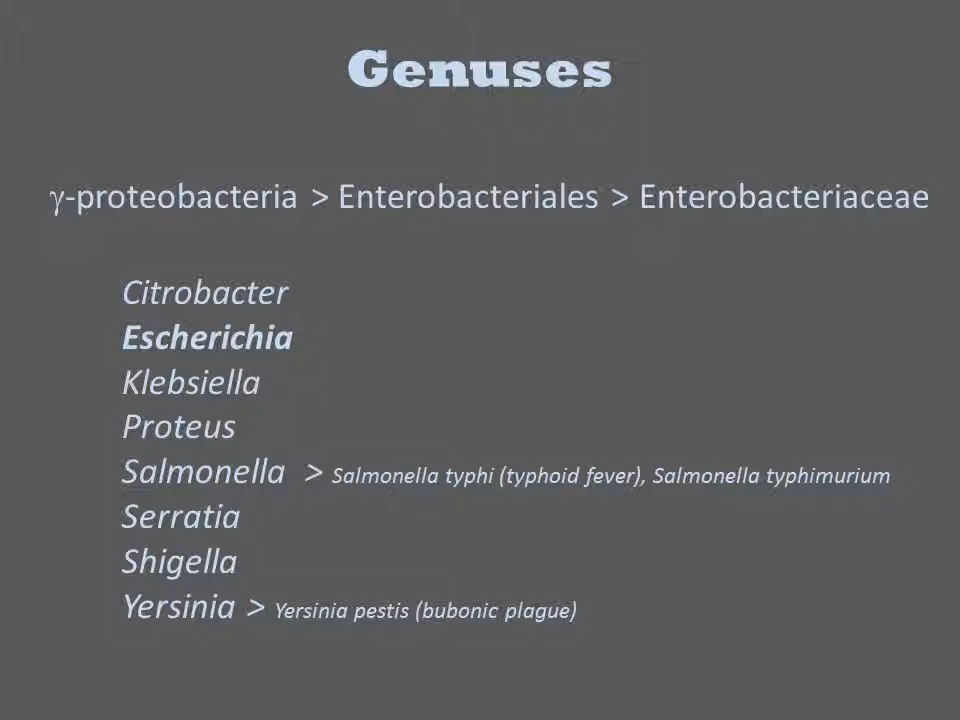 Genuses
γ-proteobacteria > Enterobacteriales > Enterobacteriaceae
Citrobacter
Escherichia
Klebsiella
Proteus
Salmonella > Salmonella typhi (typhoid fever), Salmonella typhimurium
Serratia
Shigella
Yersinia > Yersinia pestis (bubonic plague)